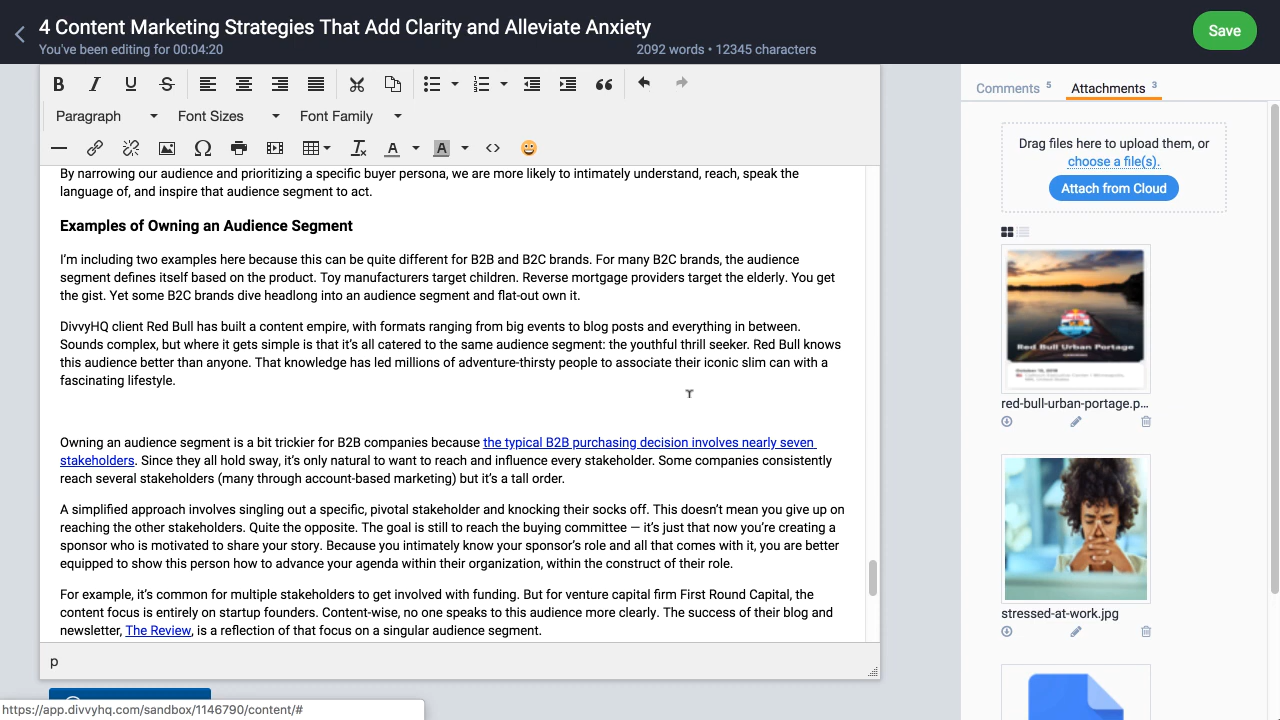 4 Content Marketing Strategies That Add Clarity and Alleviate Anxiety
You've been editing for 00:04:20
2092 words • 12345 characters
Save
Paragraph
Font Sizes
Font Family
By narrowing our audience and prioritizing a specific buyer persona, we are more likely to intimately understand, reach, speak the
language of, and inspire that audience segment to act.
Examples of Owning an Audience Segment
I’m including two examples here because this can be quite different for B2B and B2C brands. For many B2C brands, the audience
segment defines itself based on the product. Toy manufacturers target children. Reverse mortgage providers target the elderly. You get
the gist. Yet some B2C brands dive headlong into an audience segment and flat-out own it.
DivvyHQ client Red Bull has built a content empire, with formats ranging from big events to blog posts and everything in between.
Sounds complex, but where it gets simple is that it’s all catered to the same audience segment: the youthful thrill seeker. Red Bull knows
this audience better than anyone. That knowledge has led millions of adventure-thirsty people to associate their iconic slim can with a
fascinating lifestyle.
Owning an audience segment is a bit trickier for B2B companies because the typical B2B purchasing decision involves nearly seven
stakeholders. Since they all hold sway, it’s only natural to want to reach and influence every stakeholder. Some companies consistently
reach several stakeholders (many through account-based marketing) but it’s a tall order.
A simplified approach involves singling out a specific, pivotal stakeholder and knocking their socks off. This doesn’t mean you give up on
reaching the other stakeholders. Quite the opposite. The goal is still to reach the buying committee — it’s just that now you’re creating a
sponsor who is motivated to share your story. Because you intimately know your sponsor’s role and all that comes with it, you are better
equipped to show this person how to advance your agenda within their organization, within the construct of their role.
For example, it’s common for multiple stakeholders to get involved with funding. But for venture capital firm First Round Capital, the
content focus is entirely on startup founders. Content-wise, no one speaks to this audience more clearly. The success of their blog and
newsletter, The Review, is a reflection of that focus on a singular audience segment.
p
https://app.divvyhq.com/sandbox/1146790/content/#
Comments 5
Attachments 3
Drag files here to upload them, or
choose a file(s).
Attach from Cloud
Red Bull Urban Portage
October 13, 2018
red-bull-urban-portage.p...
stressed-at-work.jpg